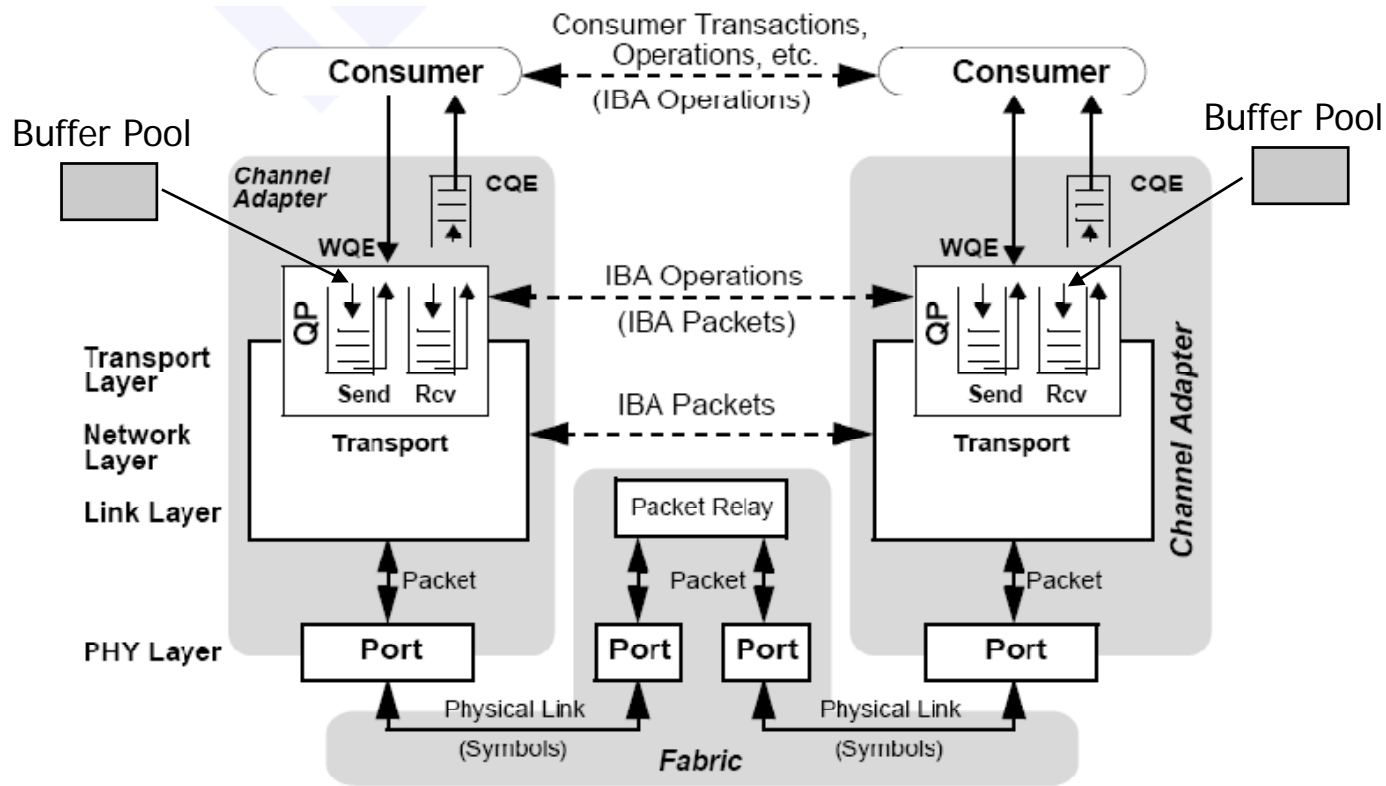 Consumer Transactions,
Operations, etc.
(IBA Operations)
Consumer
Consumer
Buffer Pool
Buffer Pool
Channel
Adapter
CQE
WQE
CQE
WQE
IBA Operations
(IBA Packets)
QP
QP
Send
Rcv
Send
Rcv
Transport
Layer
IBA Packets
Network
Layer
Transport
Transport
Channel Adapter
Link Layer
Packet Relay
Packet
Packet
Packet
PHY Layer
Port
Port
Port
Port
Physical Link
(Symbols)
Physical Link
(Symbols)
Fabric